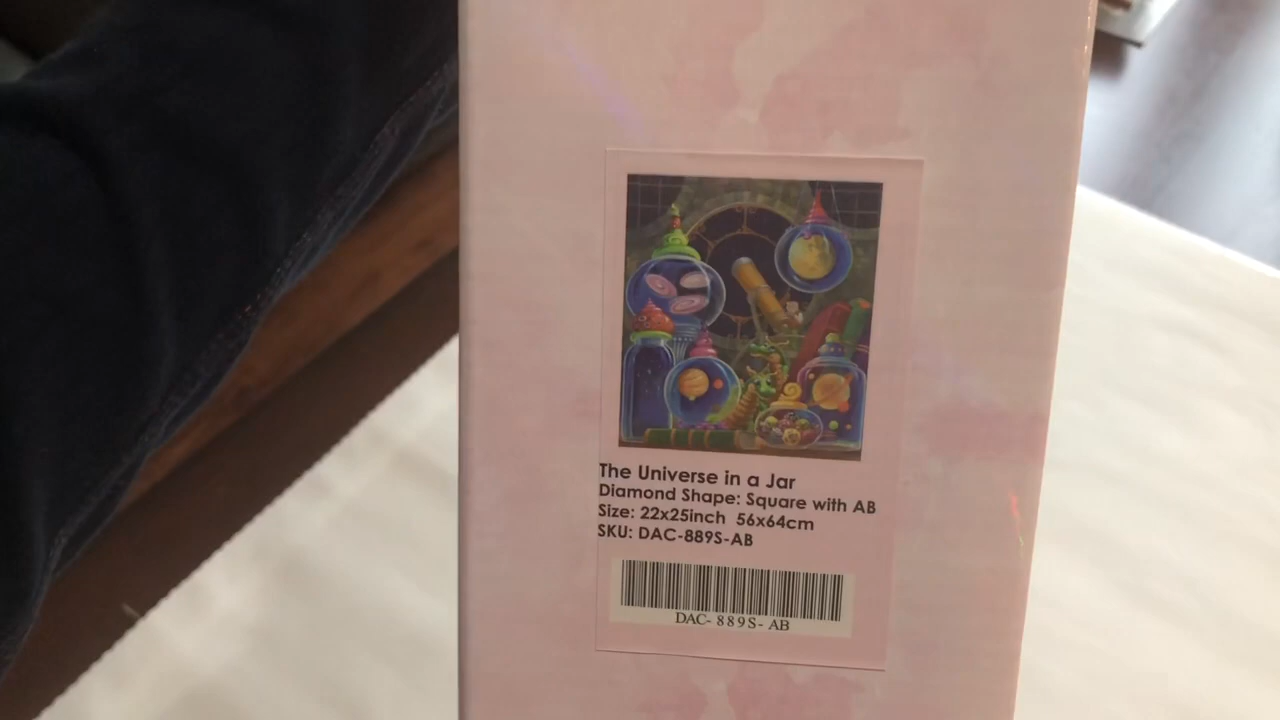 The Universe in a Jar
Diamond Shape: Square with AB
Size: 22x25inch 56x64cm
SKU: DAC-889S-AB
DAC- 889S- AB